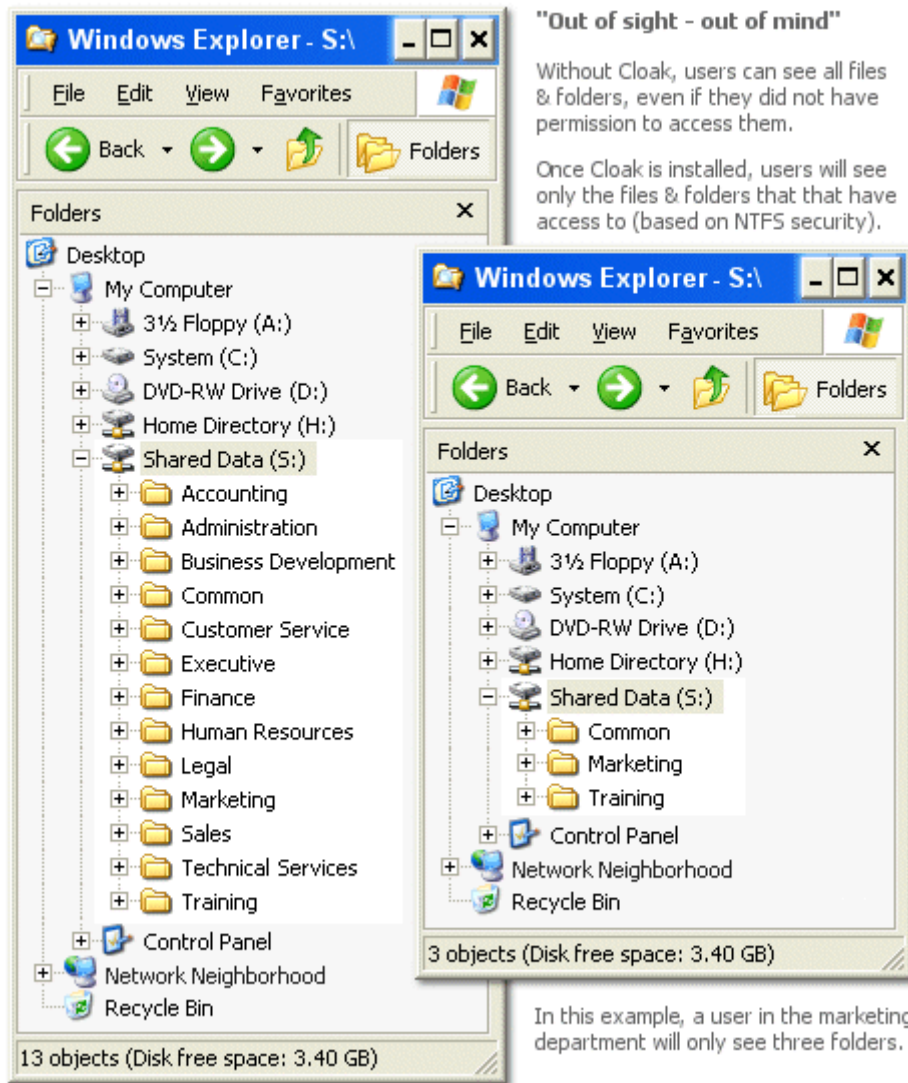 Windows Explorer - S:\
File Edit View Favorites
Back Folders
Folders
Desktop
My Computer
3½ Floppy (A:)
System (C:)
DVD-RW Drive (D:)
Home Directory (H:)
Shared Data (S:)
Accounting
Administration
Business Development
Common
Customer Service
Executive
Finance
Human Resources
Legal
Marketing
Sales
Technical Services
Training
Control Panel
Network Neighborhood
Recycle Bin
13 objects (Disk free space: 3.40 GB)
"Out of sight - out of mind"
Without Cloak, users can see all files
& folders, even if they did not have
permission to access them.
Once Cloak is installed, users will see
only the files & folders that that have
access to (based on NTFS security).
Windows Explorer - S:\
File Edit View Favorites
Back Folders
Folders
Desktop
My Computer
3½ Floppy (A:)
System (C:)
DVD-RW Drive (D:)
Home Directory (H:)
Shared Data (S:)
Common
Marketing
Training
Control Panel
Network Neighborhood
Recycle Bin
3 objects (Disk free space: 3.40 GB)
In this example, a user in the marketing
department will only see three folders.